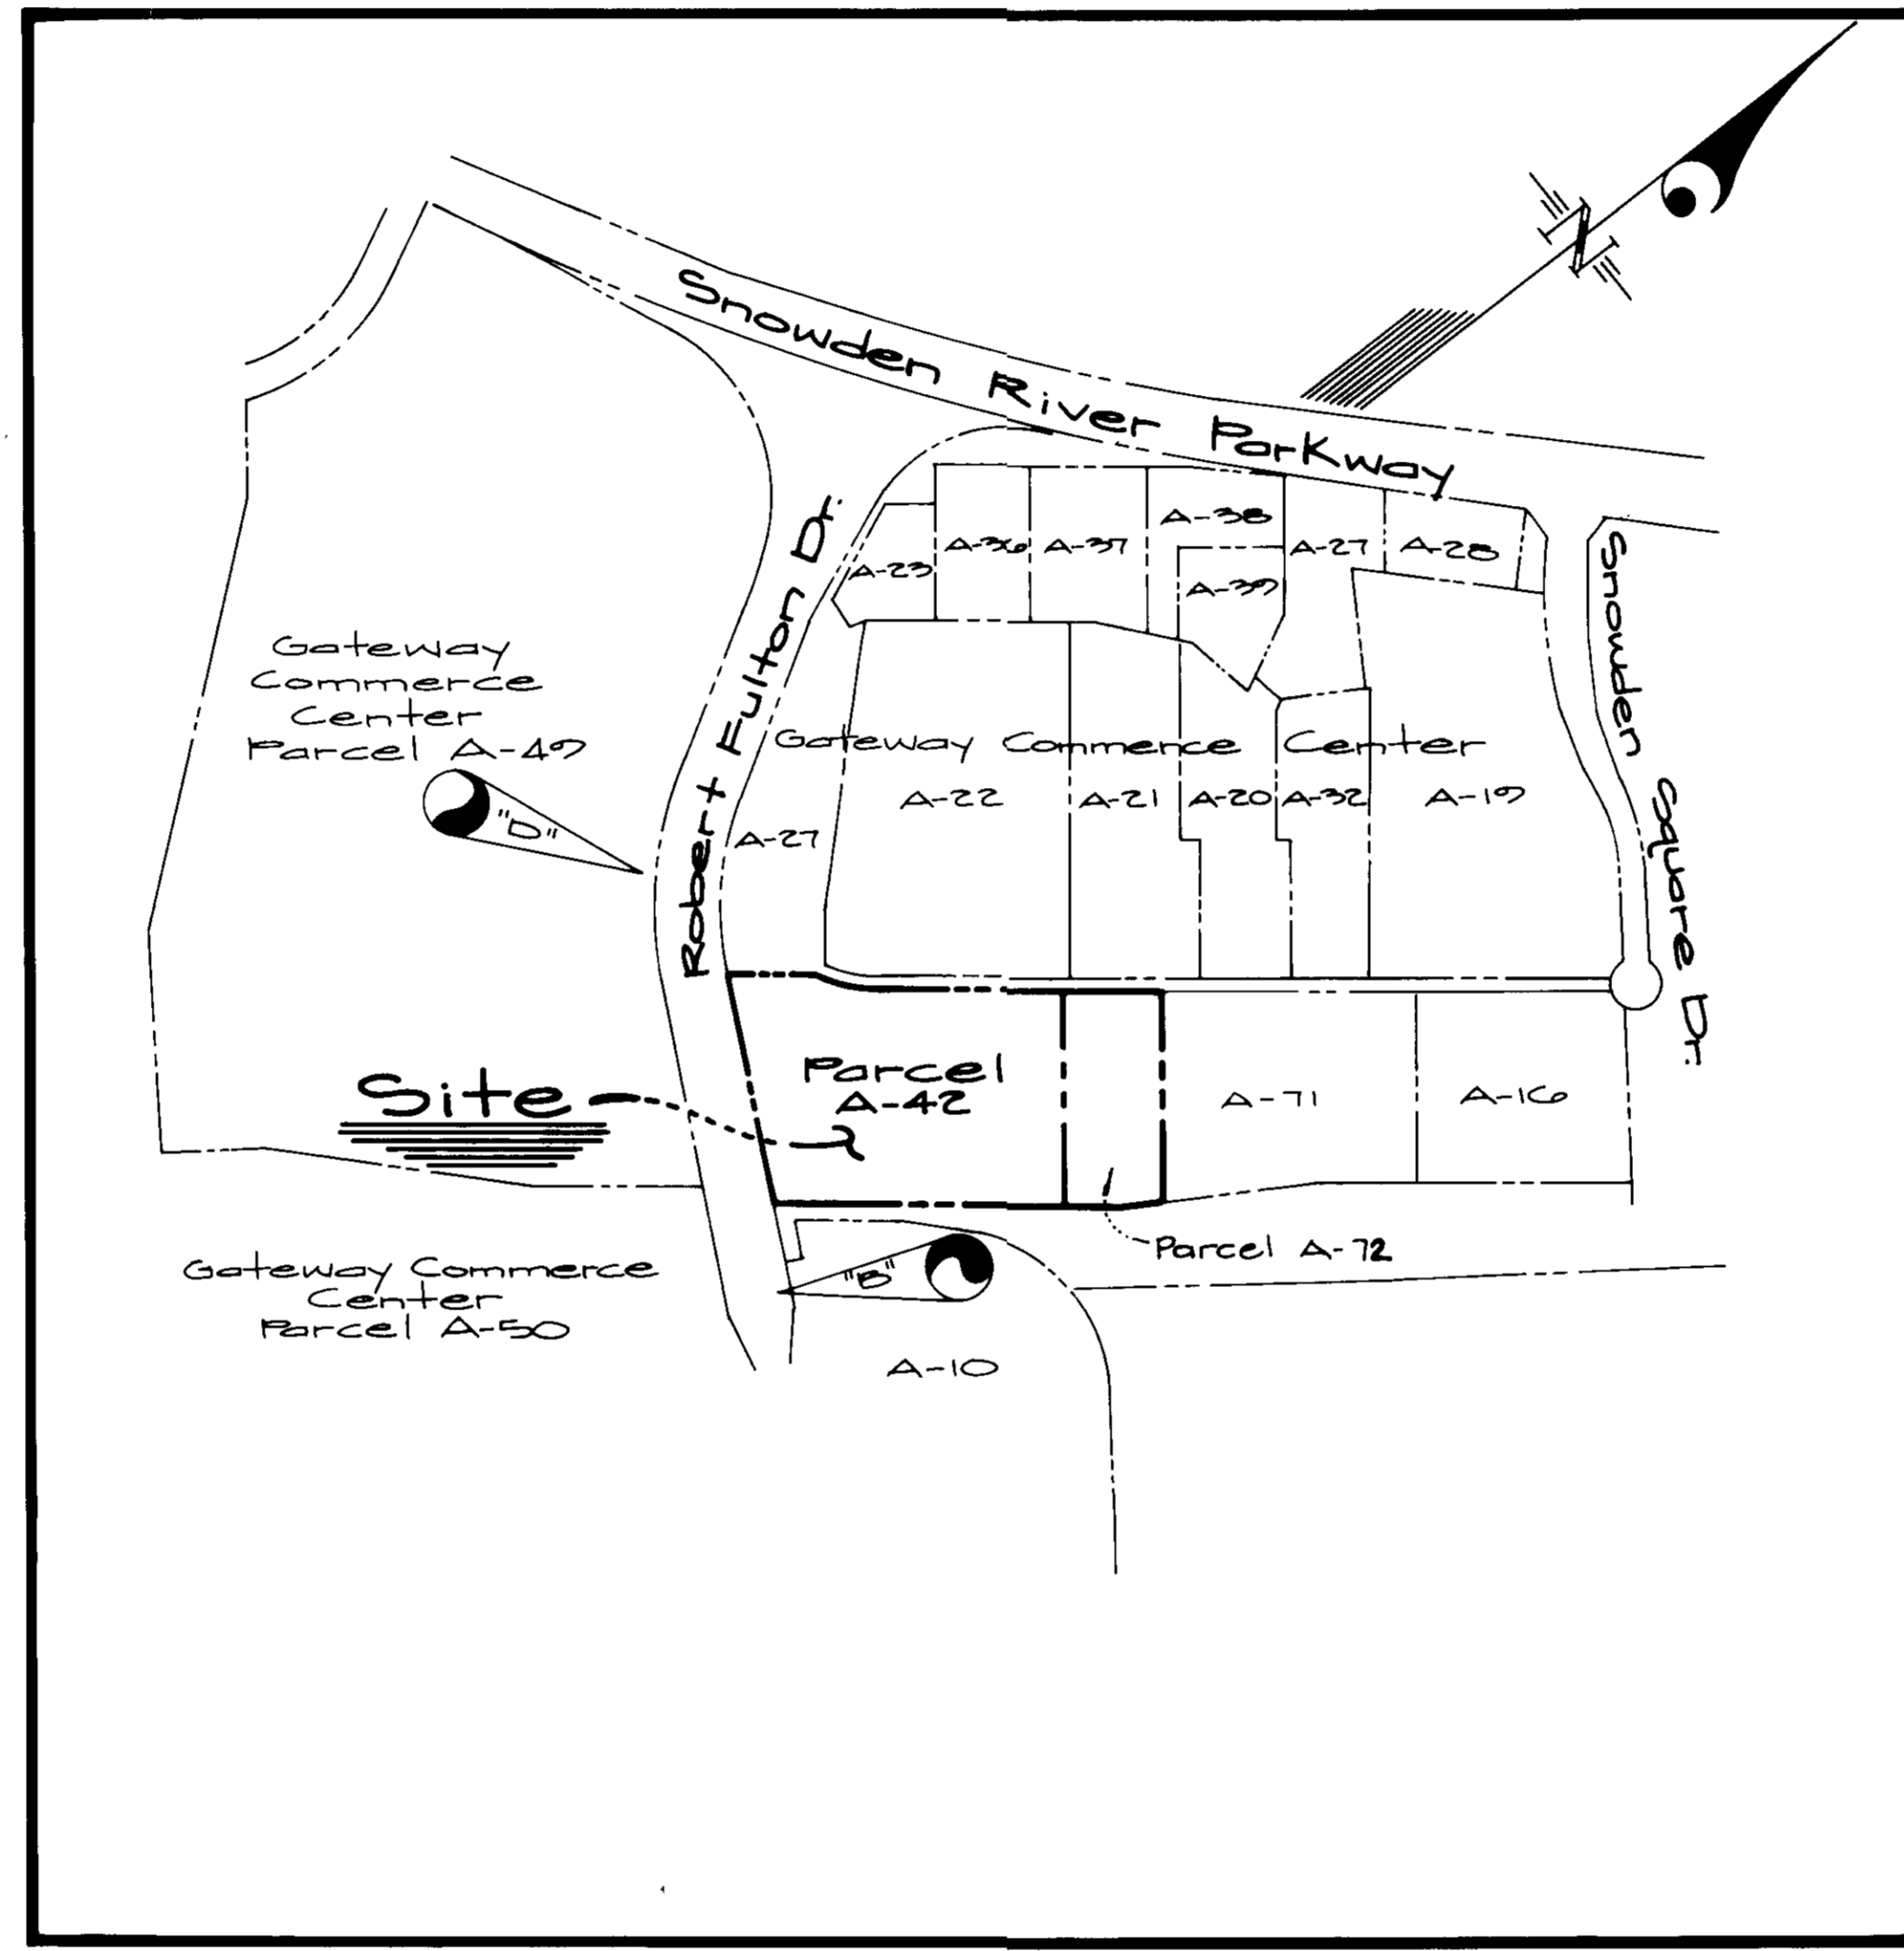 N
Snowden River Parkway
Snowden Square Dr.
Robert Fulton Dr.
A-23
A-36
A-37
A-38
A-39
A-27
A-28
Gateway
Commerce
Center
Parcel A-49
"D"
Gateway Commerce Center
A-27
A-22
A-21
A-20
A-32
A-19
Site
Parcel
A-42
A-71
A-16
Parcel A-72
Gateway Commerce
Center
Parcel A-50
"B"
A-10